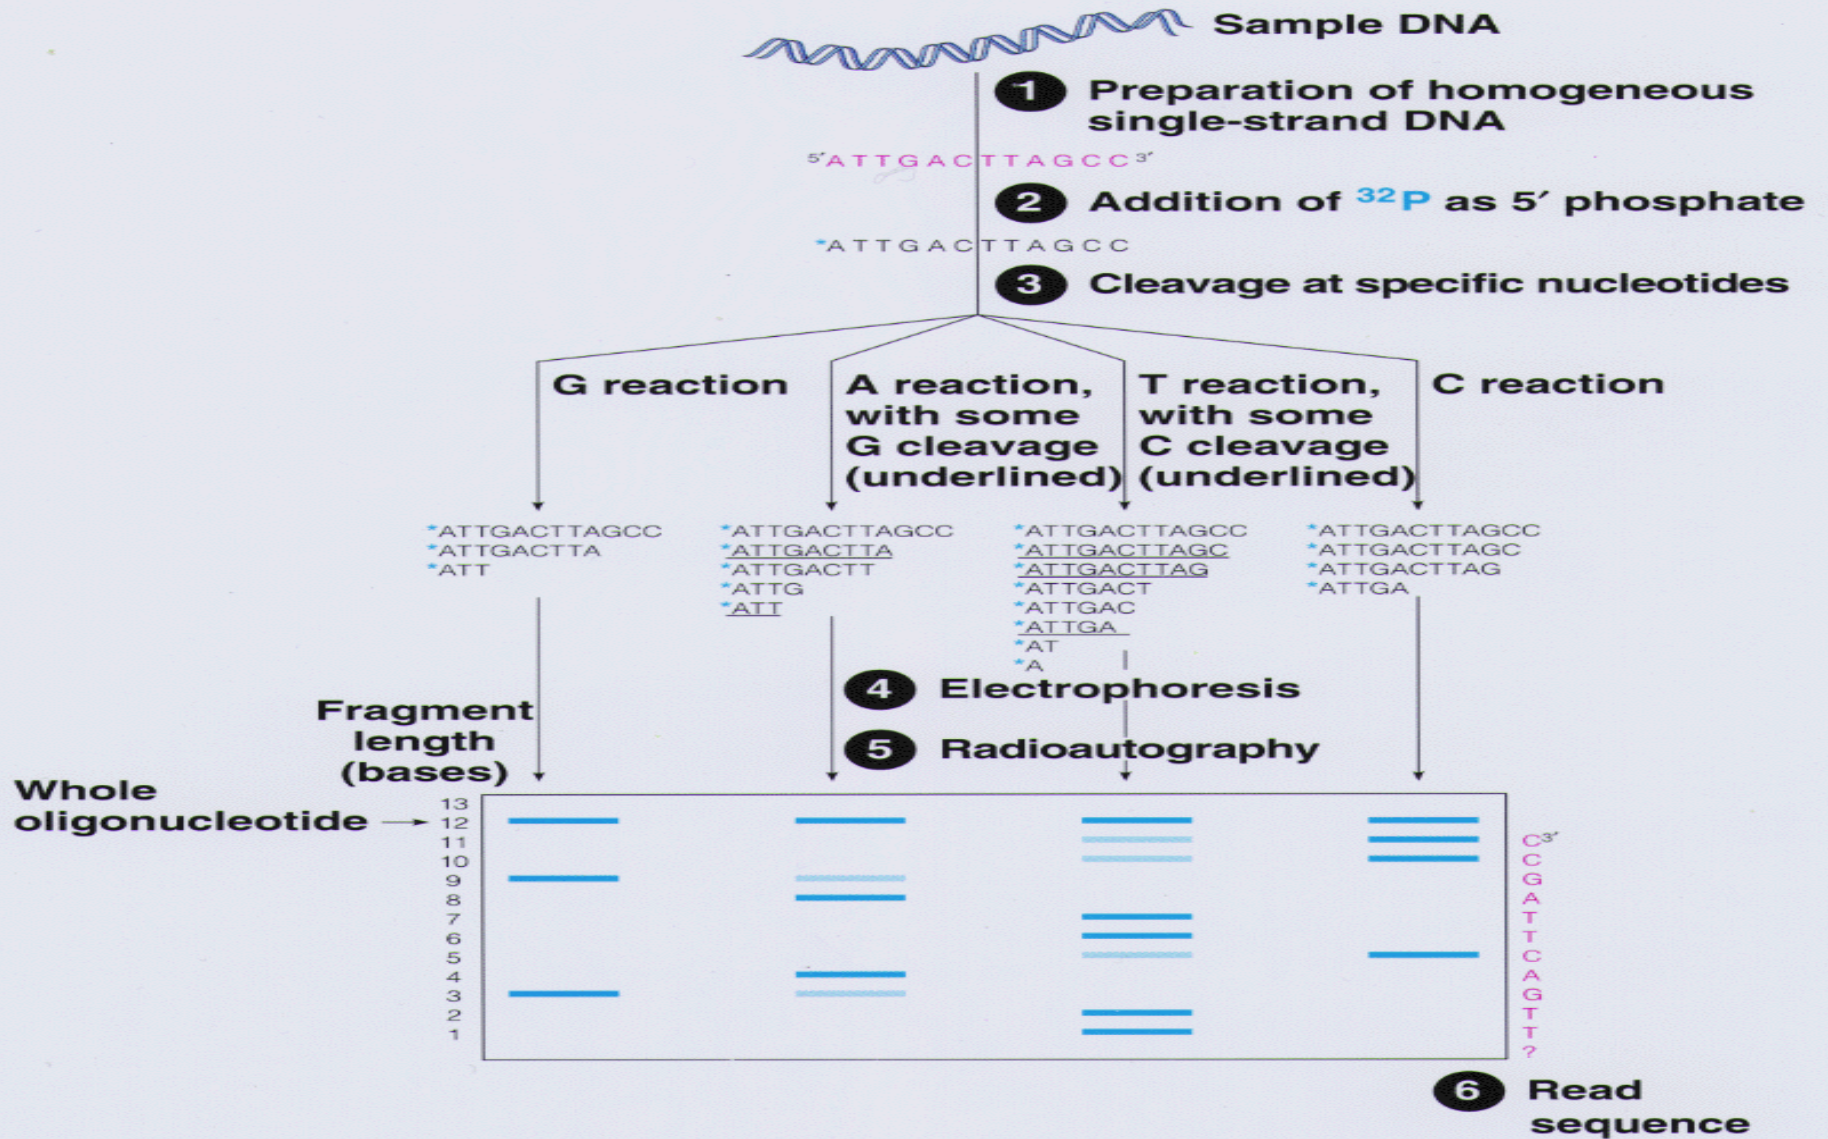 Sample DNA
1 Preparation of homogeneous
single-strand DNA
5′ATTGACTTAGCC3′
2 Addition of 32P as 5′ phosphate
*ATTGACTTAGCC
3 Cleavage at specific nucleotides
G reaction
A reaction,
with some
G cleavage
(underlined)
T reaction,
with some
C cleavage
(underlined)
C reaction
*ATTGACTTAGCC
*ATTGACTTA
*ATT
*ATTGACTTAGCC
*ATTGACTTA
*ATTGACTT
*ATTG
*ATT
*ATTGACTTAGCC
*ATTGACTTAGC
*ATTGACTTAG
*ATTGACT
*ATTGAC
*ATTGA
*AT
*A
*ATTGACTTAGCC
*ATTGACTTAGC
*ATTGACTTAG
*ATTGA
4 Electrophoresis
5 Radioautography
Fragment
length
(bases)
Whole
oligonucleotide
13
12
11
10
9
8
7
6
5
4
3
2
1
C3′
C
G
A
T
T
C
A
G
T
T
?
6 Read
sequence